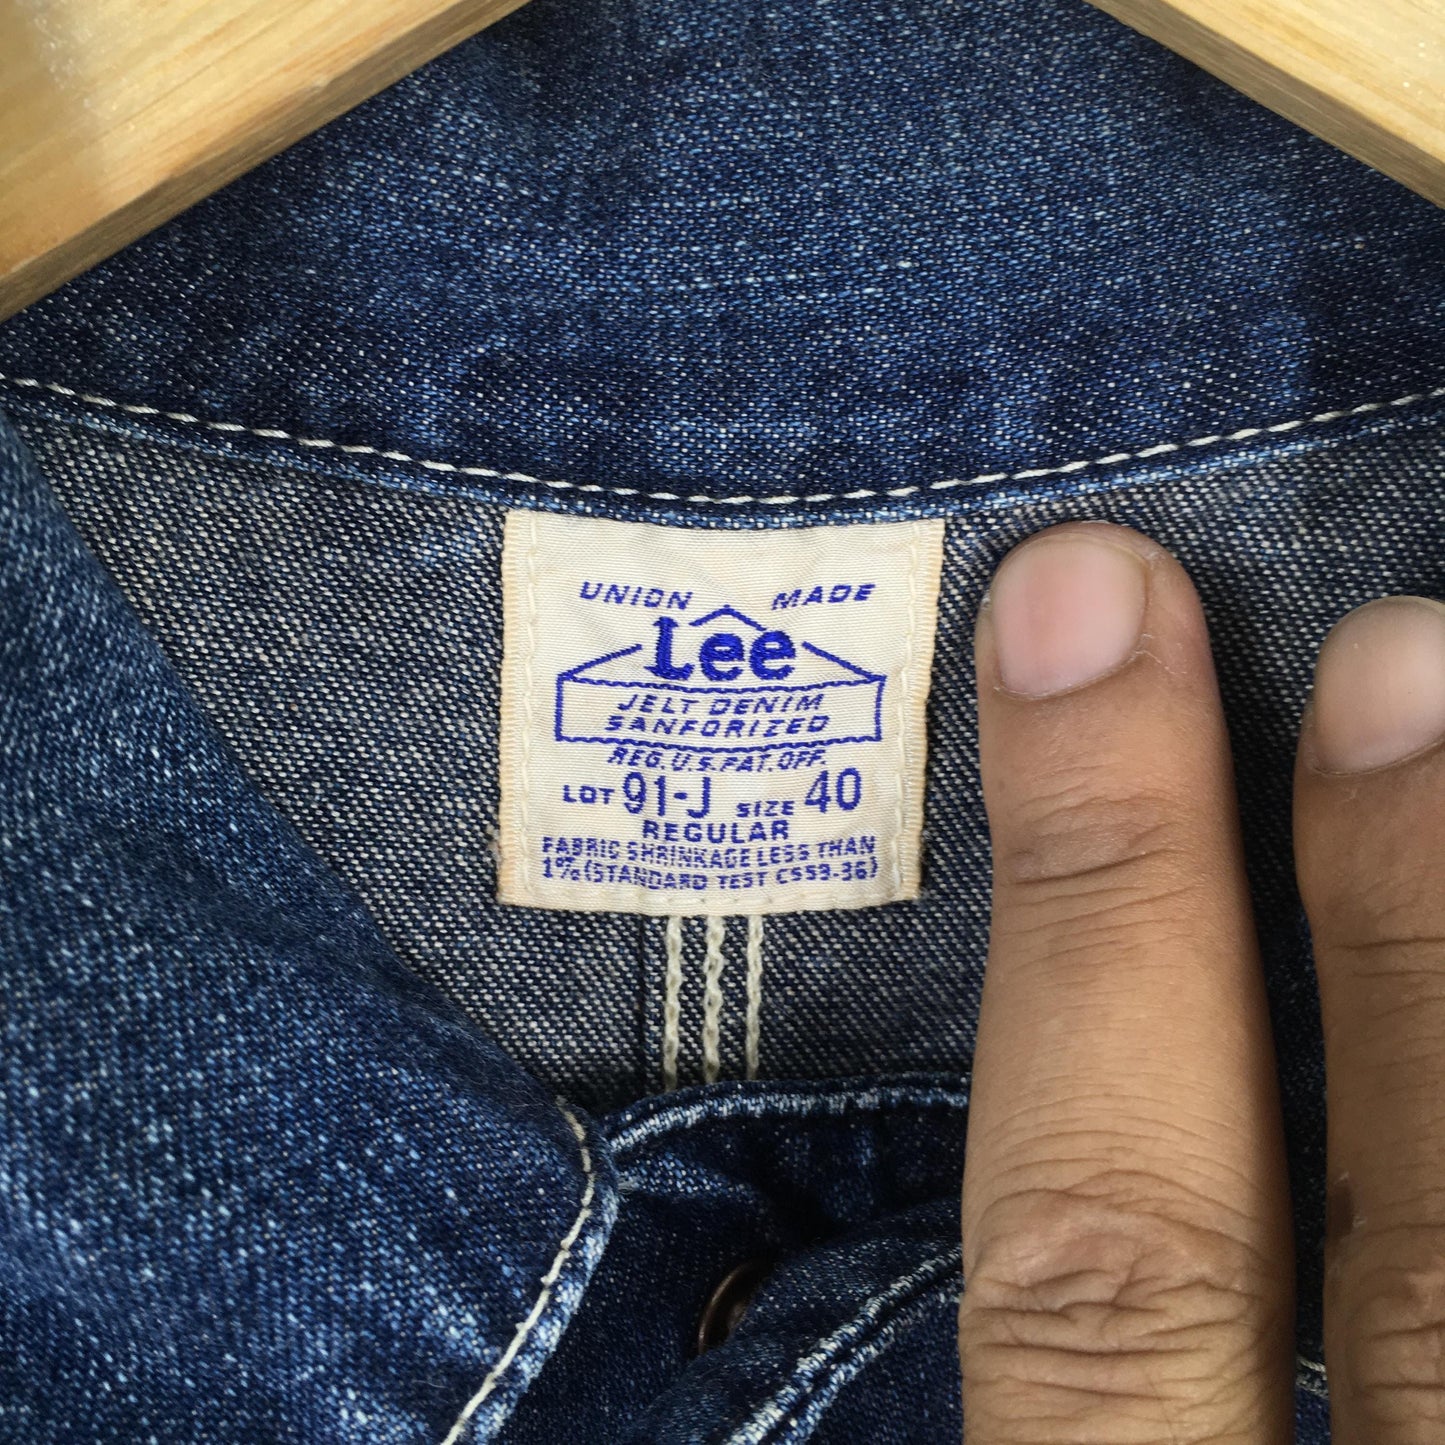 UNION MADE
Lee
JELT DENIM
SANFORIZED
REG.U.S.PAT.OFF.
LOT 91-J SIZE 40
REGULAR
FABRIC SHRINKAGE LESS THAN
1% (STANDARD TEST CS59-36)